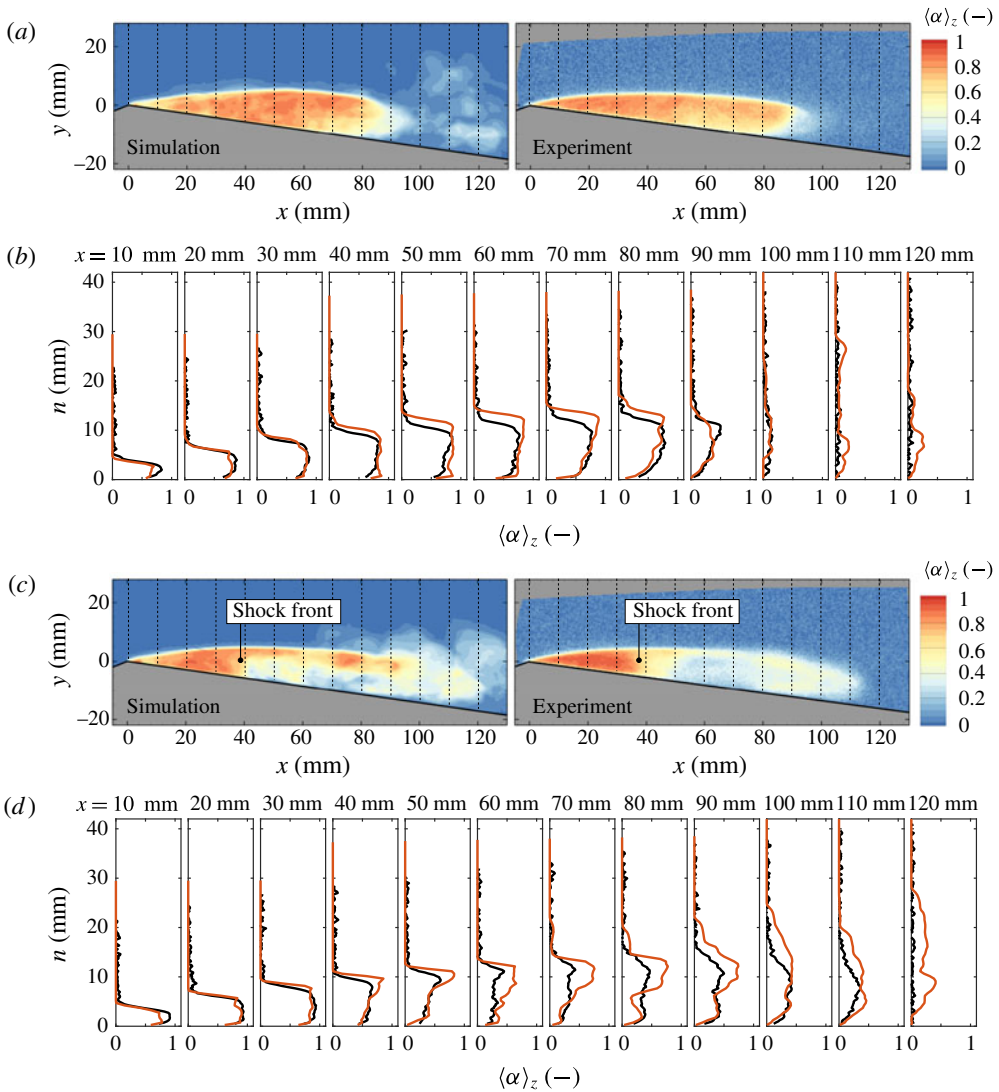 (a)
⟨α⟩z (–)
20
0
–20
y (mm)
Simulation
Experiment
1
0.8
0.6
0.4
0.2
0
0 20 40 60 80 100 120
0 20 40 60 80 100 120
x (mm)
x (mm)
(b)
x = 10 mm 20 mm 30 mm 40 mm 50 mm 60 mm 70 mm 80 mm 90 mm 100 mm 110 mm 120 mm
40
30
20
10
0
n (mm)
0 1 0 1 0 1 0 1 0 1 0 1 0 1 0 1 0 1 0 1 0 1 0 1
⟨α⟩z (–)
(c)
⟨α⟩z (–)
20
0
–20
y (mm)
Shock front
Simulation
Shock front
Experiment
1
0.8
0.6
0.4
0.2
0
0 20 40 60 80 100 120
0 20 40 60 80 100 120
x (mm)
x (mm)
(d)
x = 10 mm 20 mm 30 mm 40 mm 50 mm 60 mm 70 mm 80 mm 90 mm 100 mm 110 mm 120 mm
40
30
20
10
0
n (mm)
0 1 0 1 0 1 0 1 0 1 0 1 0 1 0 1 0 1 0 1 0 1 0 1
⟨α⟩z (–)